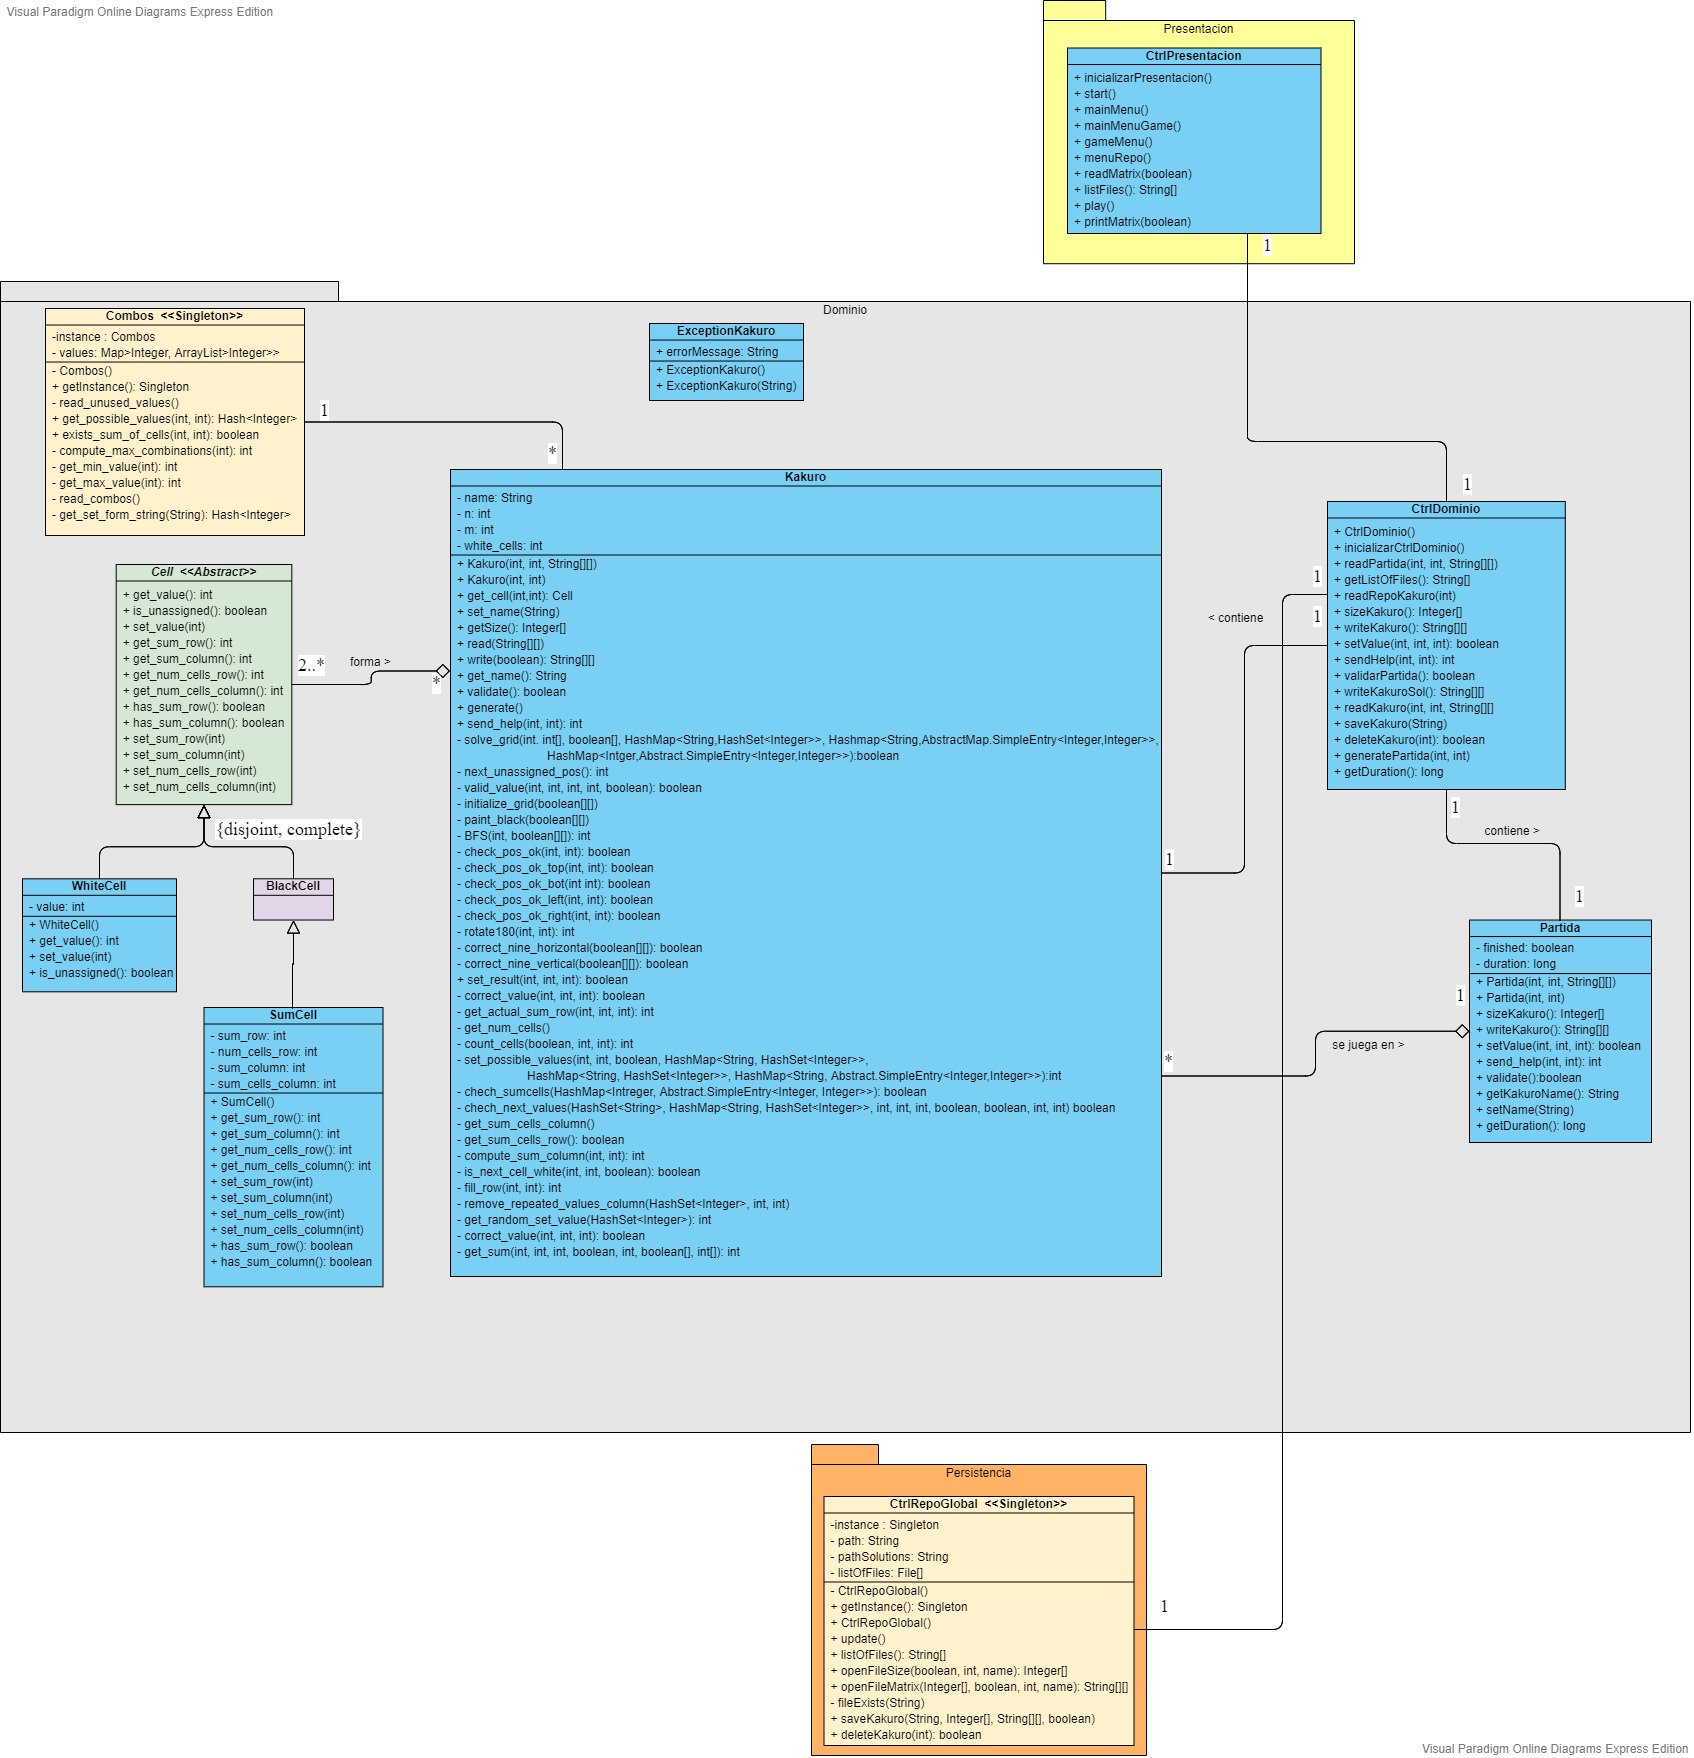 Visual Paradigm Online Diagrams Express Edition
Presentacion
CtrlPresentacion
+ inicializarPresentacion()
+ start()
+ mainMenu()
+ mainMenuGame()
+ gameMenu()
+ menuRepo()
+ readMatrix(boolean)
+ listFiles(): String[]
+ play()
+ printMatrix(boolean)
1
Dominio
Combos <<Singleton>>
-instance : Combos
- values: Map>Integer, ArrayList>Integer>>
- Combos()
+ getInstance(): Singleton
- read_unused_values()
+ get_possible_values(int, int): Hash<Integer>
+ exists_sum_of_cells(int, int): boolean
- compute_max_combinations(int): int
- get_min_value(int): int
- get_max_value(int): int
- read_combos()
- get_set_form_string(String): Hash<Integer>
1
*
ExceptionKakuro
+ errorMessage: String
+ ExceptionKakuro()
+ ExceptionKakuro(String)
Cell <<Abstract>>
+ get_value(): int
+ is_unassigned(): boolean
+ set_value(int)
+ get_sum_row(): int
+ get_sum_column(): int
+ get_num_cells_row(): int
+ get_num_cells_column(): int
+ has_sum_row(): boolean
+ has_sum_column(): boolean
+ set_sum_row(int)
+ set_sum_column(int)
+ set_num_cells_row(int)
+ set_num_cells_column(int)
2..*
forma >
*
{disjoint, complete}
WhiteCell
- value: int
+ WhiteCell()
+ get_value(): int
+ set_value(int)
+ is_unassigned(): boolean
BlackCell
SumCell
- sum_row: int
- num_cells_row: int
- sum_column: int
- sum_cells_column: int
+ SumCell()
+ get_sum_row(): int
+ get_sum_column(): int
+ get_num_cells_row(): int
+ get_num_cells_column(): int
+ set_sum_row(int)
+ set_sum_column(int)
+ set_num_cells_row(int)
+ set_num_cells_column(int)
+ has_sum_row(): boolean
+ has_sum_column(): boolean
Kakuro
- name: String
- n: int
- m: int
- white_cells: int
+ Kakuro(int, int, String[][])
+ Kakuro(int, int)
+ get_cell(int,int): Cell
+ set_name(String)
+ getSize(): Integer[]
+ read(String[][])
+ write(boolean): String[][]
+ get_name(): String
+ validate(): boolean
+ generate()
+ send_help(int, int): int
- solve_grid(int. int[], boolean[], HashMap<String,HashSet<Integer>>, Hashmap<String,AbstractMap.SimpleEntry<Integer,Integer>>,
HashMap<Intger,Abstract.SimpleEntry<Integer,Integer>>):boolean
- next_unassigned_pos(): int
- valid_value(int, int, int, int, boolean): boolean
- initialize_grid(boolean[][])
- paint_black(boolean[][])
- BFS(int, boolean[][]): int
- check_pos_ok(int, int): boolean
- check_pos_ok_top(int, int): boolean
- check_pos_ok_bot(int int): boolean
- check_pos_ok_left(int, int): boolean
- check_pos_ok_right(int, int): boolean
- rotate180(int, int): int
- correct_nine_horizontal(boolean[][]): boolean
- correct_nine_vertical(boolean[][]): boolean
+ set_result(int, int, int): boolean
- correct_value(int, int, int): boolean
- get_actual_sum_row(int, int, int): int
- get_num_cells()
- count_cells(boolean, int, int): int
- set_possible_values(int, int, boolean, HashMap<String, HashSet<Integer>>,
HashMap<String, HashSet<Integer>>, HashMap<String, Abstract.SimpleEntry<Integer,Integer>>):int
- chech_sumcells(HashMap<Intreger, Abstract.SimpleEntry<Integer, Integer>>): boolean
- chech_next_values(HashSet<String>, HashMap<String, HashSet<Integer>>, int, int, int, boolean, boolean, int, int) boolean
- get_sum_cells_column()
- get_sum_cells_row(): boolean
- compute_sum_column(int, int): int
- is_next_cell_white(int, int, boolean): boolean
- fill_row(int, int): int
- remove_repeated_values_column(HashSet<Integer>, int, int)
- get_random_set_value(HashSet<Integer>): int
- correct_value(int, int, int): boolean
- get_sum(int, int, int, boolean, int, boolean[], int[]): int
1
CtrlDominio
+ CtrlDominio()
+ inicializarCtrlDominio()
+ readPartida(int, int, String[][])
+ getListOfFiles(): String[]
+ readRepoKakuro(int)
+ sizeKakuro(): Integer[]
+ writeKakuro(): String[][]
+ setValue(int, int, int): boolean
+ sendHelp(int, int): int
+ validarPartida(): boolean
+ writeKakuroSol(): String[][]
+ readKakuro(int, int, String[][]
+ saveKakuro(String)
+ deleteKakuro(int): boolean
+ generatePartida(int, int)
+ getDuration(): long
1
1
< contiene
1
1
contiene >
1
Partida
- finished: boolean
- duration: long
+ Partida(int, int, String[][])
+ Partida(int, int)
+ sizeKakuro(): Integer[]
+ writeKakuro(): String[][]
+ setValue(int, int, int): boolean
+ send_help(int, int): int
+ validate():boolean
+ getKakuroName(): String
+ setName(String)
+ getDuration(): long
1
se juega en >
*
Persistencia
CtrlRepoGlobal <<Singleton>>
-instance : Singleton
- path: String
- pathSolutions: String
- listOfFiles: File[]
- CtrlRepoGlobal()
+ getInstance(): Singleton
+ CtrlRepoGlobal()
+ update()
+ listOfFiles(): String[]
+ openFileSize(boolean, int, name): Integer[]
+ openFileMatrix(Integer[], boolean, int, name): String[][]
- fileExists(String)
+ saveKakuro(String, Integer[], String[][], boolean)
+ deleteKakuro(int): boolean
1
Visual Paradigm Online Diagrams Express Edition